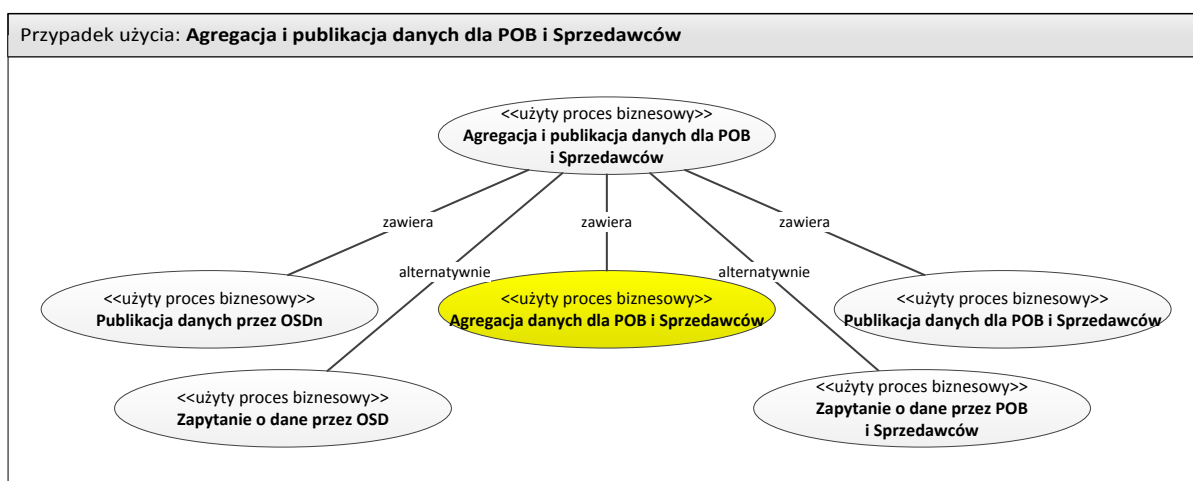 Przypadek użycia: Agregacja i publikacja danych dla POB i Sprzedawców
<<użyty proces biznesowy>>
Agregacja i publikacja danych dla POB
i Sprzedawców
zawiera
zawiera
zawiera
alternatywnie
alternatywnie
<<użyty proces biznesowy>>
Publikacja danych przez OSDn
<<użyty proces biznesowy>>
Agregacja danych dla POB i Sprzedawców
<<użyty proces biznesowy>>
Publikacja danych dla POB i Sprzedawców
<<użyty proces biznesowy>>
Zapytanie o dane przez OSD
<<użyty proces biznesowy>>
Zapytanie o dane przez POB
i Sprzedawców